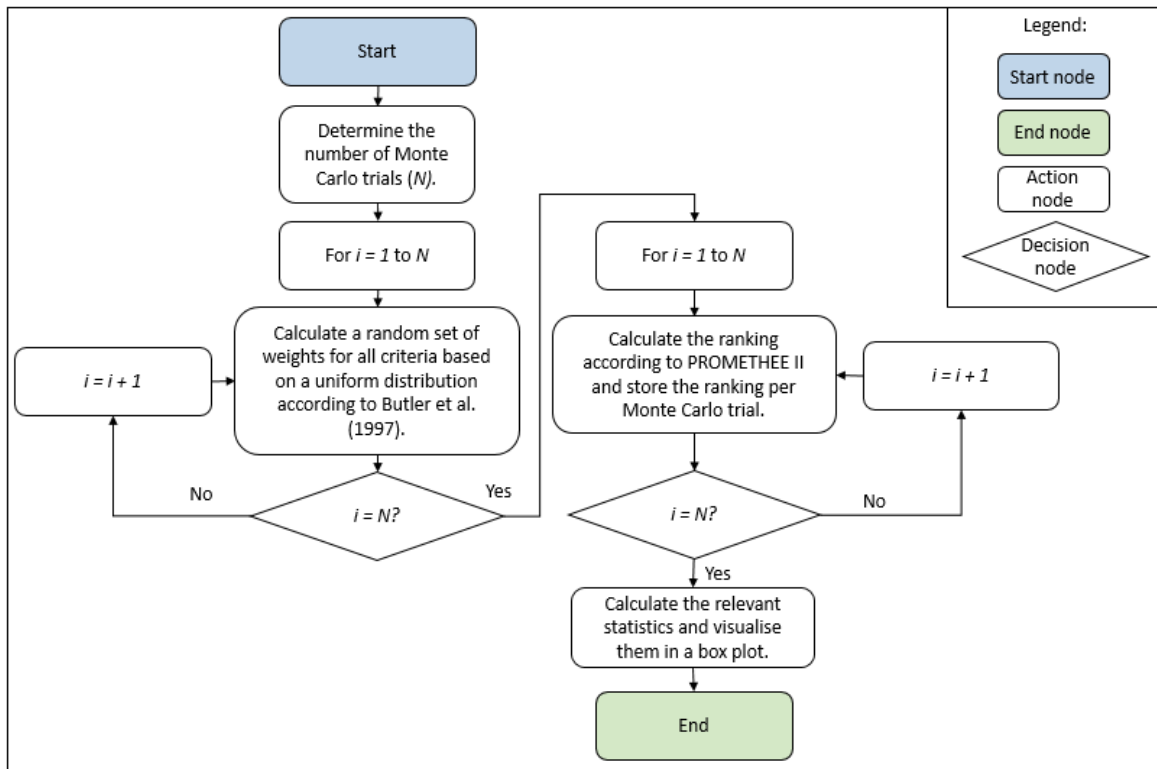 Start
Determine the
number of Monte
Carlo trials (N).
For i = 1 to N
Calculate a random set of
weights for all criteria based
on a uniform distribution
according to Butler et al.
(1997).
i = i + 1
No
i = N?
Yes
For i = 1 to N
Calculate the ranking
according to PROMETHEE II
and store the ranking per
Monte Carlo trial.
i = i + 1
i = N?
No
Yes
Calculate the relevant
statistics and visualise
them in a box plot.
End
Legend:
Start node
End node
Action
node
Decision
node